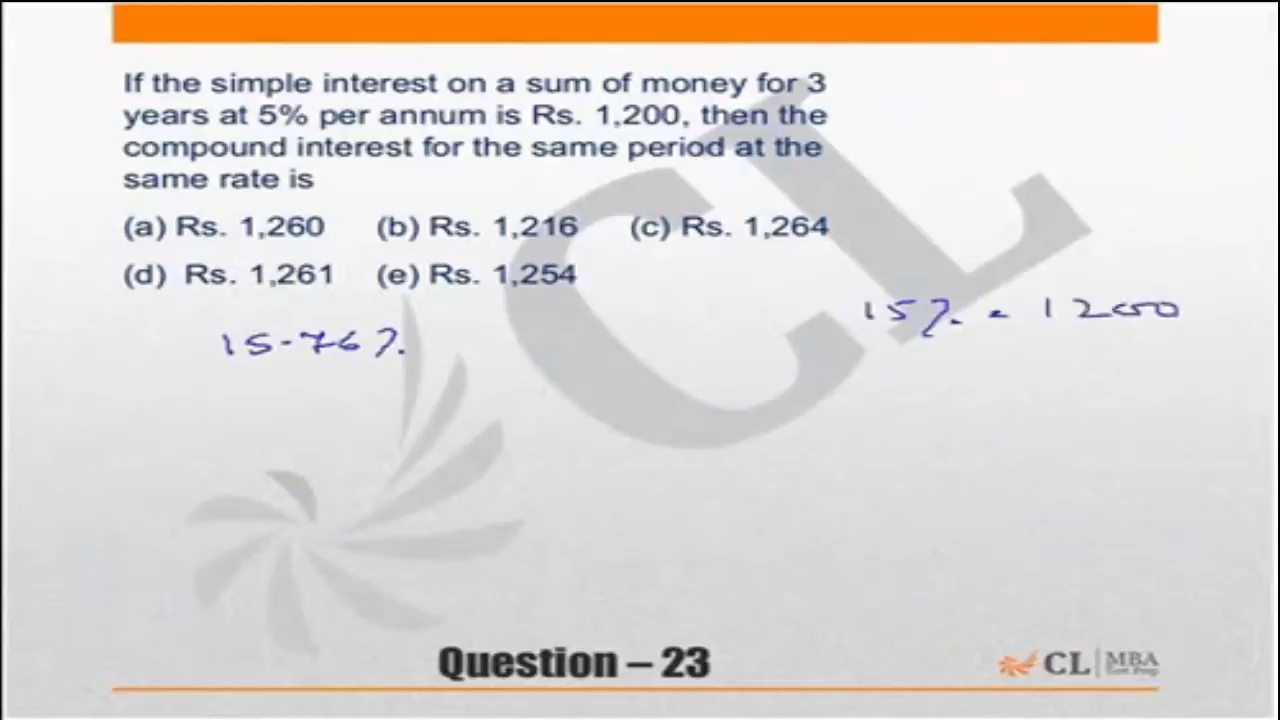 If the simple interest on a sum of money for 3
years at 5% per annum is Rs. 1,200, then the
compound interest for the same period at the
same rate is
(a) Rs. 1,260 (b) Rs. 1,216 (c) Rs. 1,264
(d) Rs. 1,261 (e) Rs. 1,254
15% = 1200
15.76%
CL
Question – 23
CL MBA